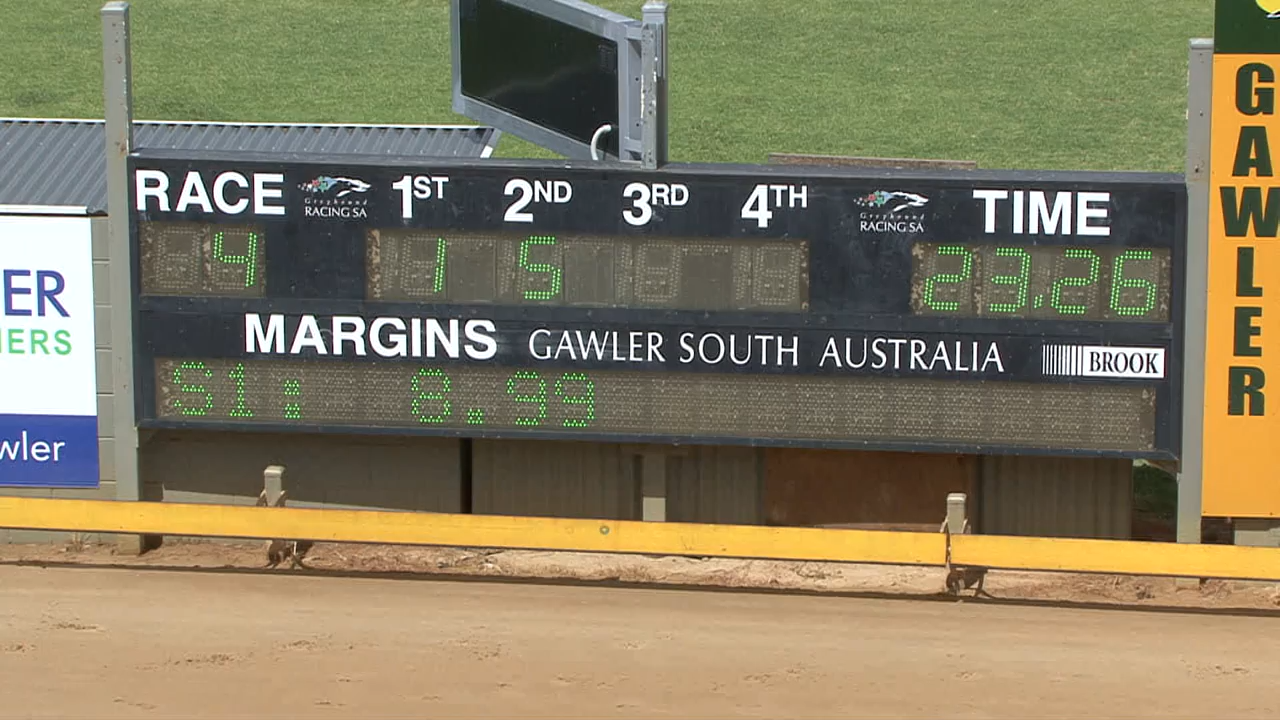 RACE
Greyhound
RACING SA
1ST
2ND
3RD
4TH
Greyhound
RACING SA
TIME
4
1
5
23.26
MARGINS
GAWLER SOUTH AUSTRALIA
BROOK
S1: 8.99
ER
IERS
wler
GAWLER